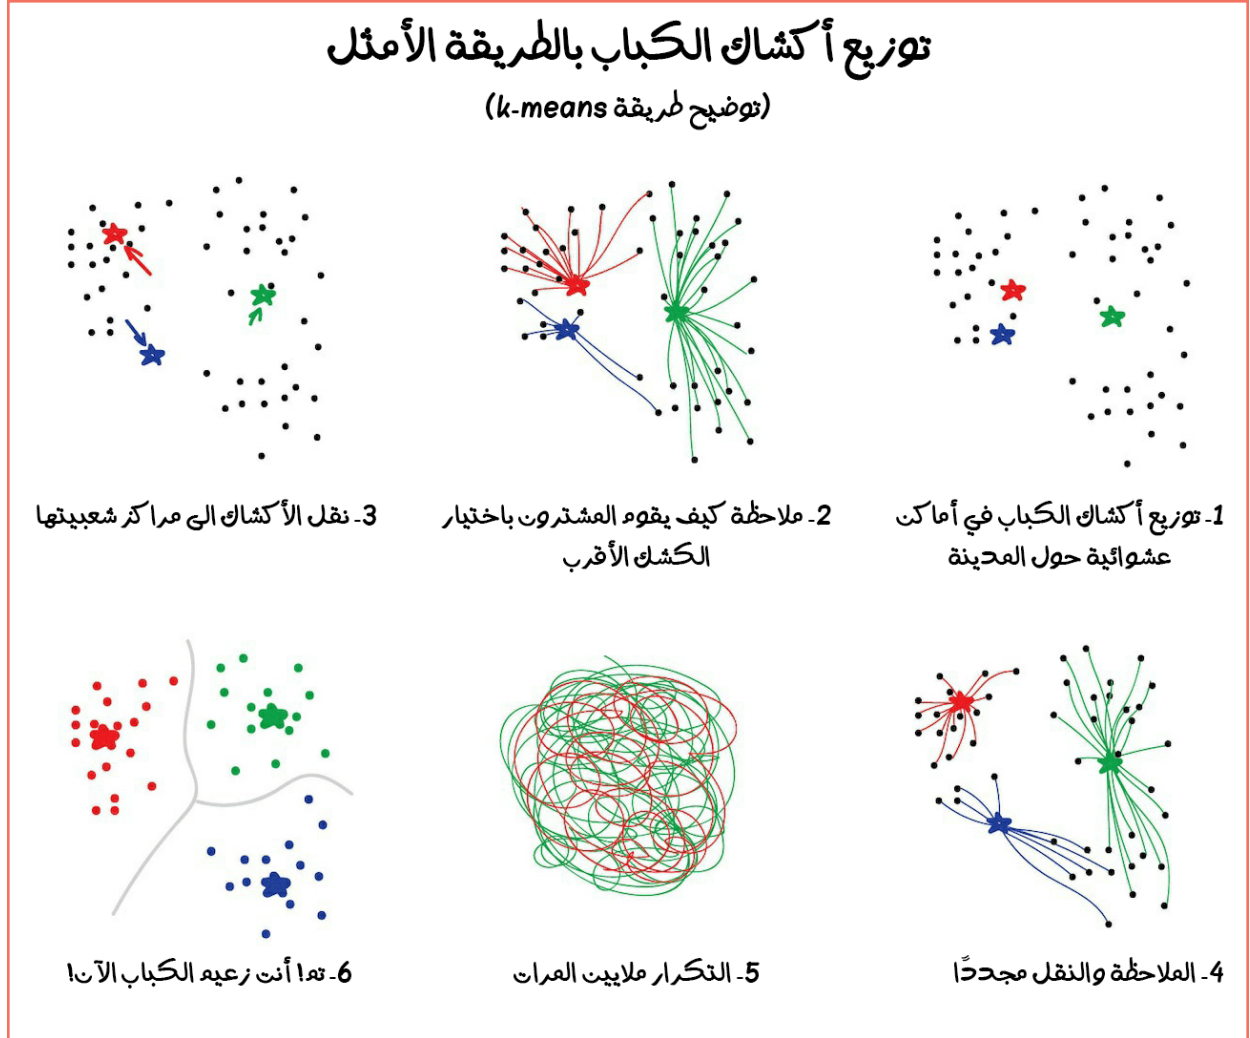 توزيع أكشاك الكباب بالطريقة الأمثل
(توضيح طريقة k-means)
1- توزيع أكشاك الكباب في أماكن
عشوائية حول المدينة
2- ملاحظة كيف يقوم المشترون باختيار
الكشك الأقرب
3- نقل الأكشاك الى مراكز شعبيتها
4- الملاحظة والنقل مجددًا
5- التكرار ملايين المرات
6- تم! أنت زعيم الكباب الآن!